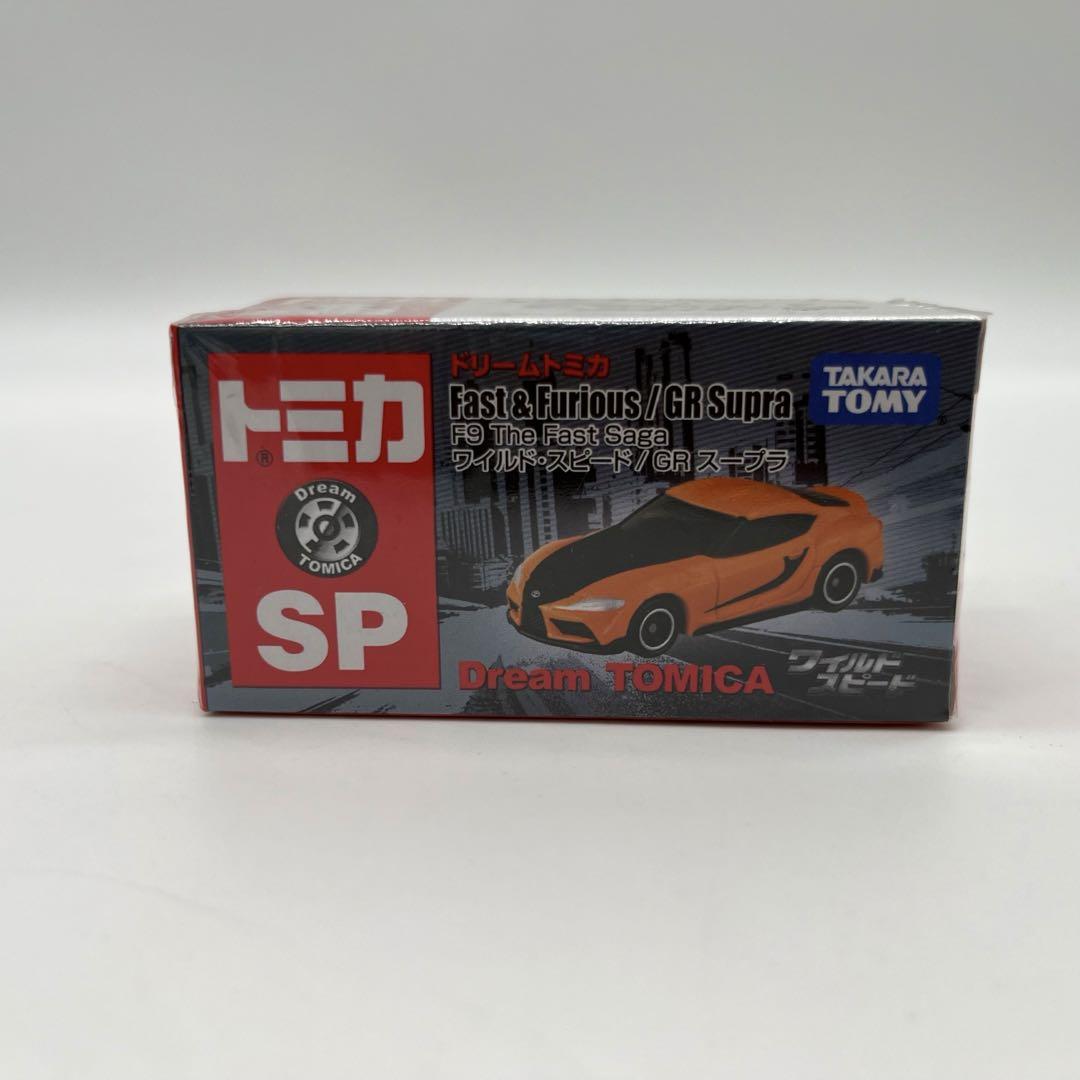 トミカ
®
Dream
TOMICA
SP
ドリームトミカ
Fast & Furious / GR Supra
F9 The Fast Saga
ワイルド・スピード / GR スープラ
TAKARA
TOMY
®
Dream TOMICA
ワイルド
スピード